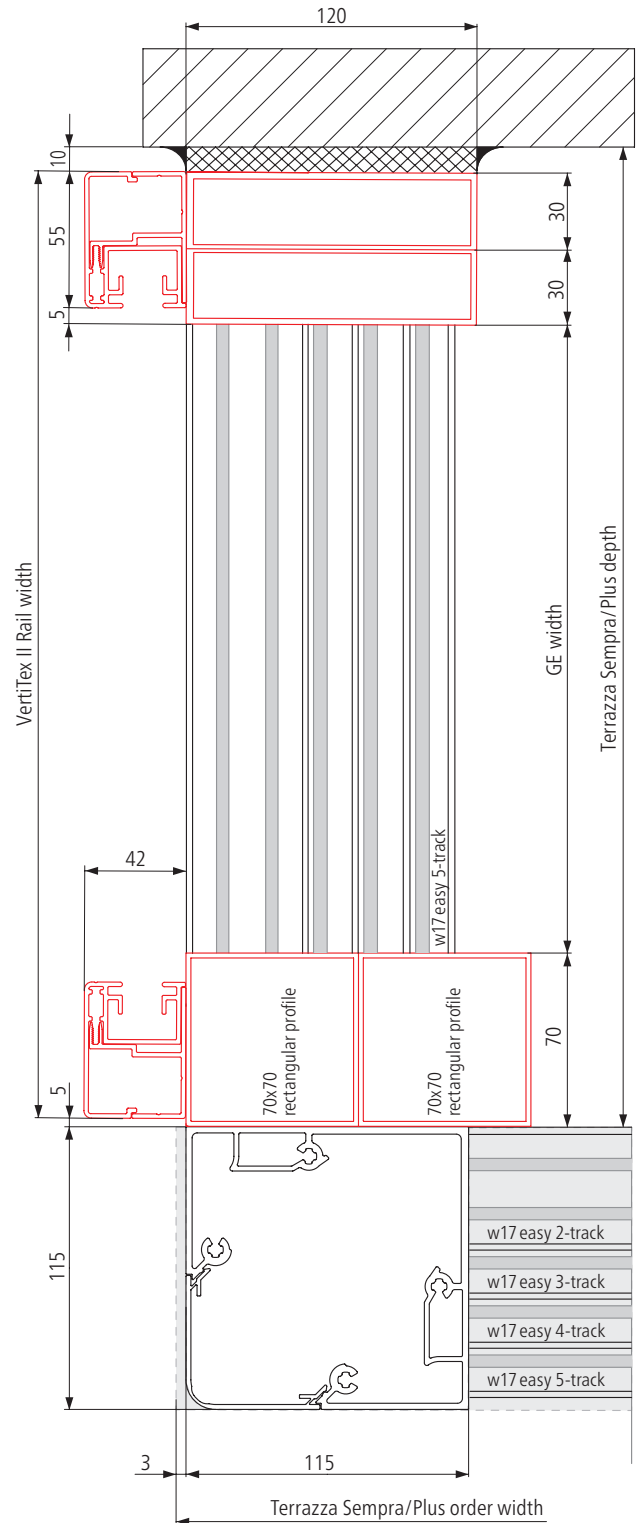 120
10
55
5
30
30
VertiTex II Rail width
GE width
Terrazza Sempra/Plus depth
42
w17 easy 5-track
70x70
rectangular profile
70x70
rectangular profile
70
5
115
w17 easy 2-track
w17 easy 3-track
w17 easy 4-track
w17 easy 5-track
3
115
Terrazza Sempra/Plus order width